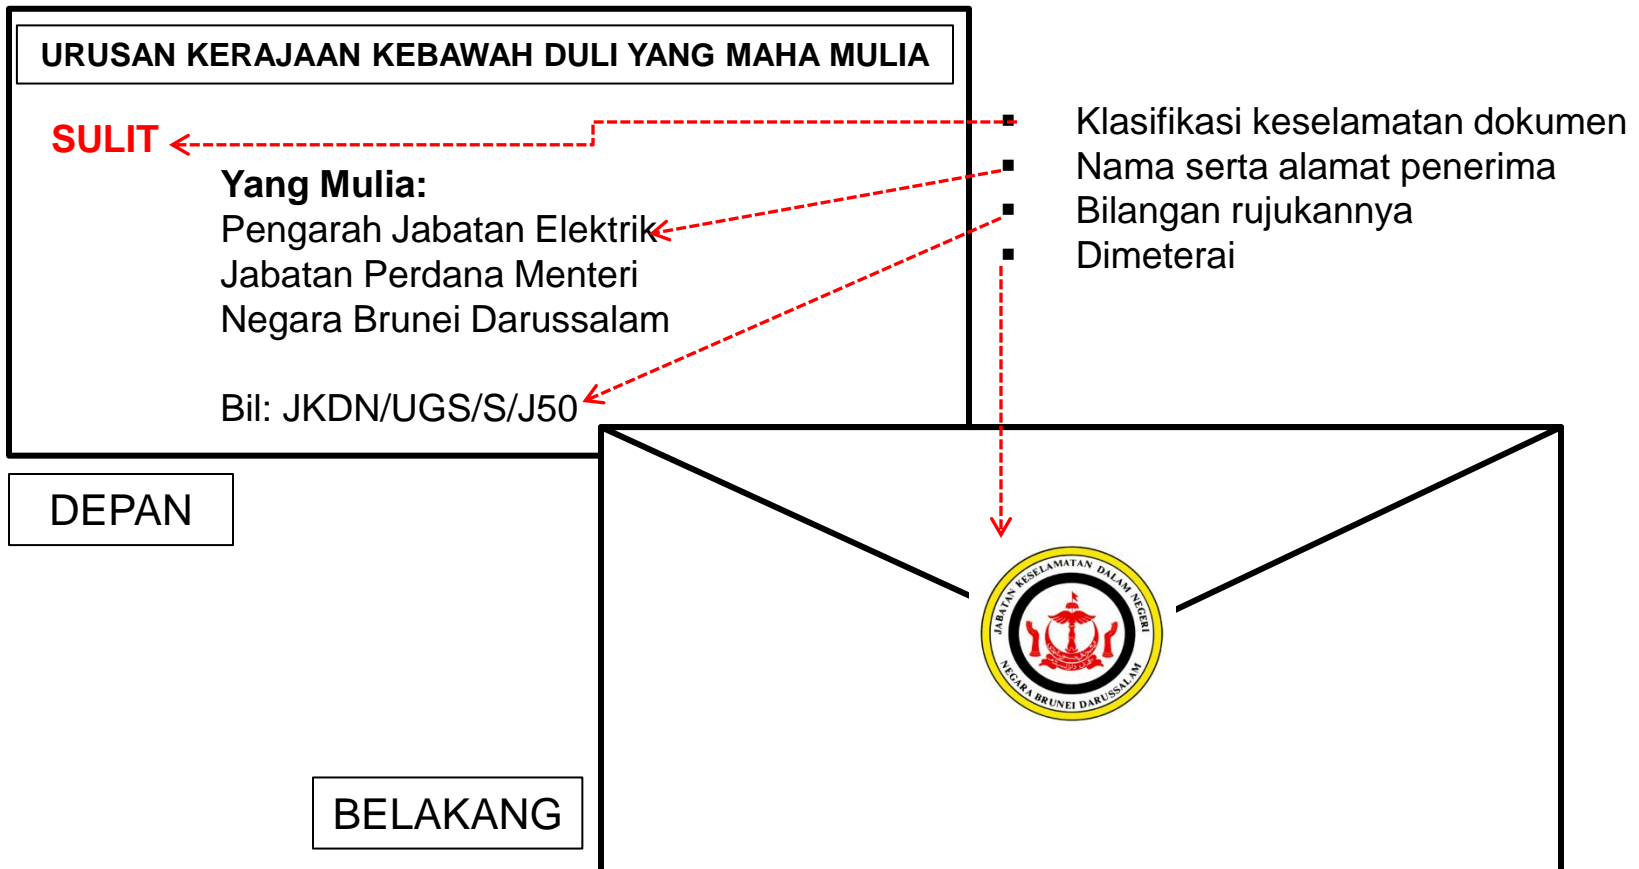 URUSAN KERAJAAN KEBAWAH DULI YANG MAHA MULIA
SULIT
Yang Mulia:
Pengarah Jabatan Elektrik
Jabatan Perdana Menteri
Negara Brunei Darussalam
Bil: JKDN/UGS/S/J50
▪ Klasifikasi keselamatan dokumen
▪ Nama serta alamat penerima
▪ Bilangan rujukannya
▪ Dimeterai
DEPAN
JABATAN KESELAMATAN DALAM NEGERI
NEGARA BRUNEI DARUSSALAM
BELAKANG